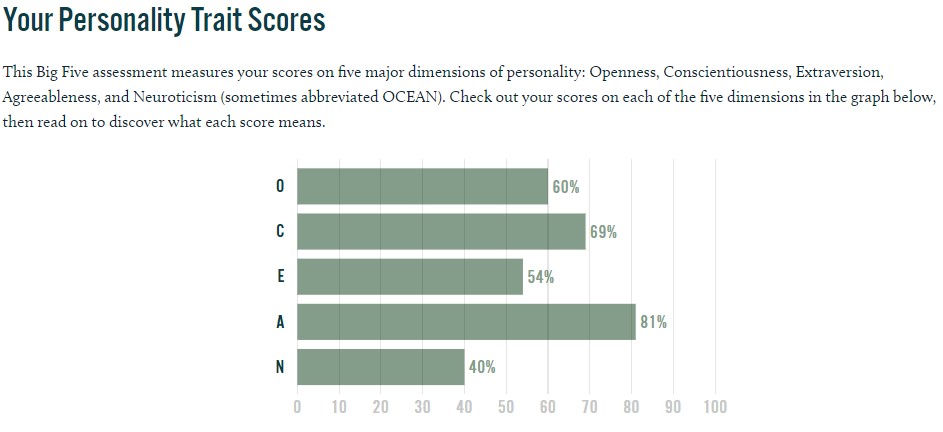 Your Personality Trait Scores
This Big Five assessment measures your scores on five major dimensions of personality: Openness, Conscientiousness, Extraversion,
Agreeableness, and Neuroticism (sometimes abbreviated OCEAN). Check out your scores on each of the five dimensions in the graph below,
then read on to discover what each score means.
O 60%
C 69%
E 54%
A 81%
N 40%
0 10 20 30 40 50 60 70 80 90 100